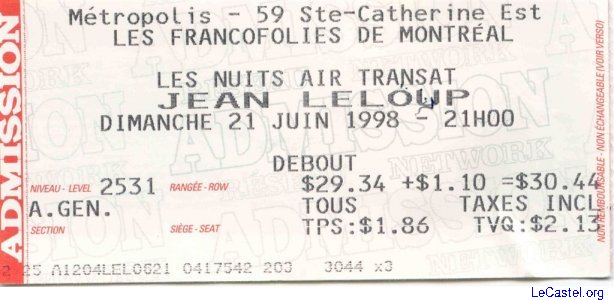 Métropolis - 59 Ste-Catherine Est
LES FRANCOFOLIES DE MONTRÉAL
LES NUITS AIR TRANSAT
JEAN LELOUP
DIMANCHE 21 JUIN 1998 - 21H00
DEBOUT
NIVEAU - LEVEL 2531 RANGÉE - ROW $29.34 +$1.10 =$30.44
A.GEN. TOUS TAXES INCL
SECTION SIÈGE - SEAT TPS:$1.86 TVQ:$2.13
2 25 A1204LEL0621 0417542 203 3044 x3
ADMISSION
NON REMBOURSABLE - NON ÉCHANGEABLE (VOIR VERSO)
ADMISSION
NETWORK
LeCastel.org